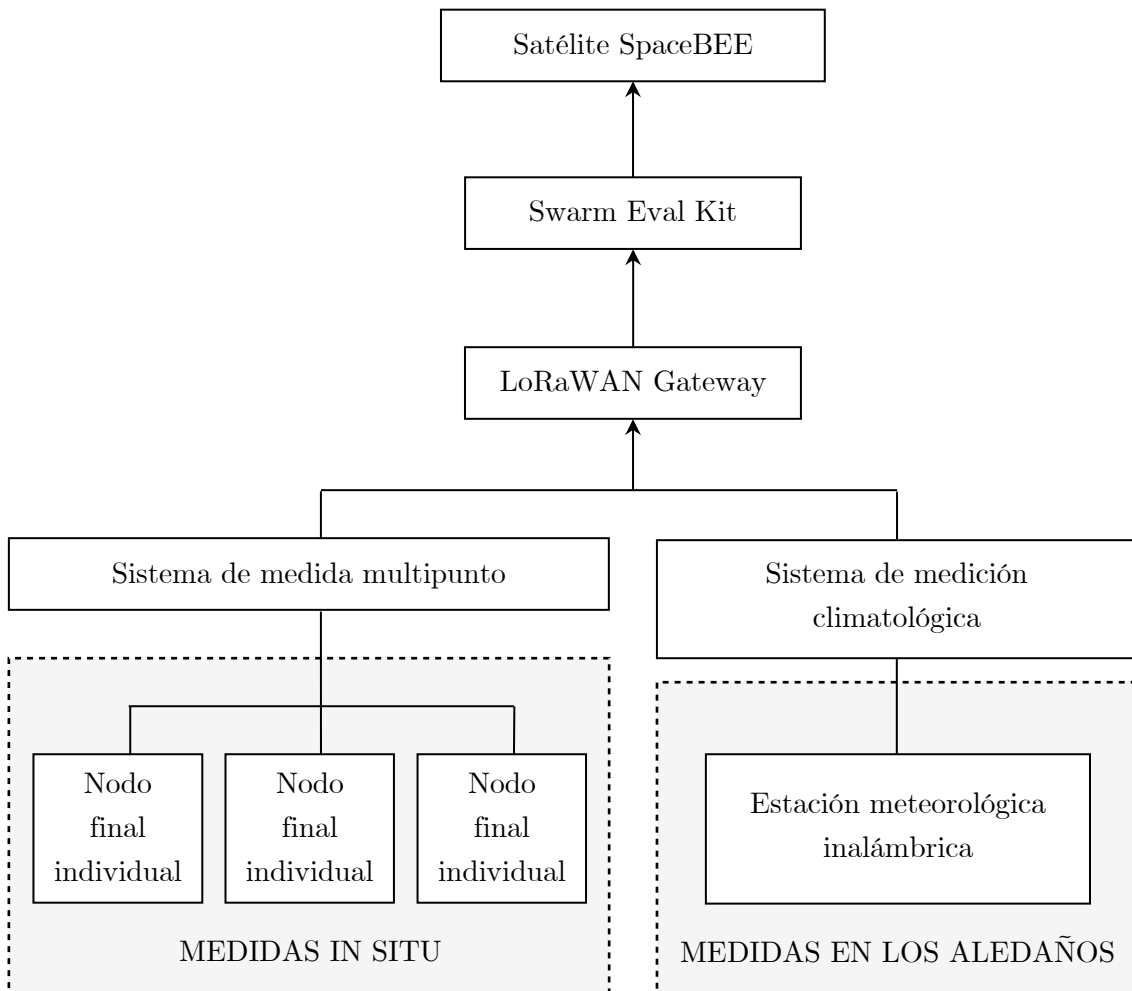 Satélite SpaceBEE
Swarm Eval Kit
LoRaWAN Gateway
Sistema de medida multipunto
Sistema de medición
climatológica
Nodo
final
individual
Nodo
final
individual
Nodo
final
individual
Estación meteorológica
inalámbrica
MEDIDAS IN SITU
MEDIDAS EN LOS ALEDAÑOS